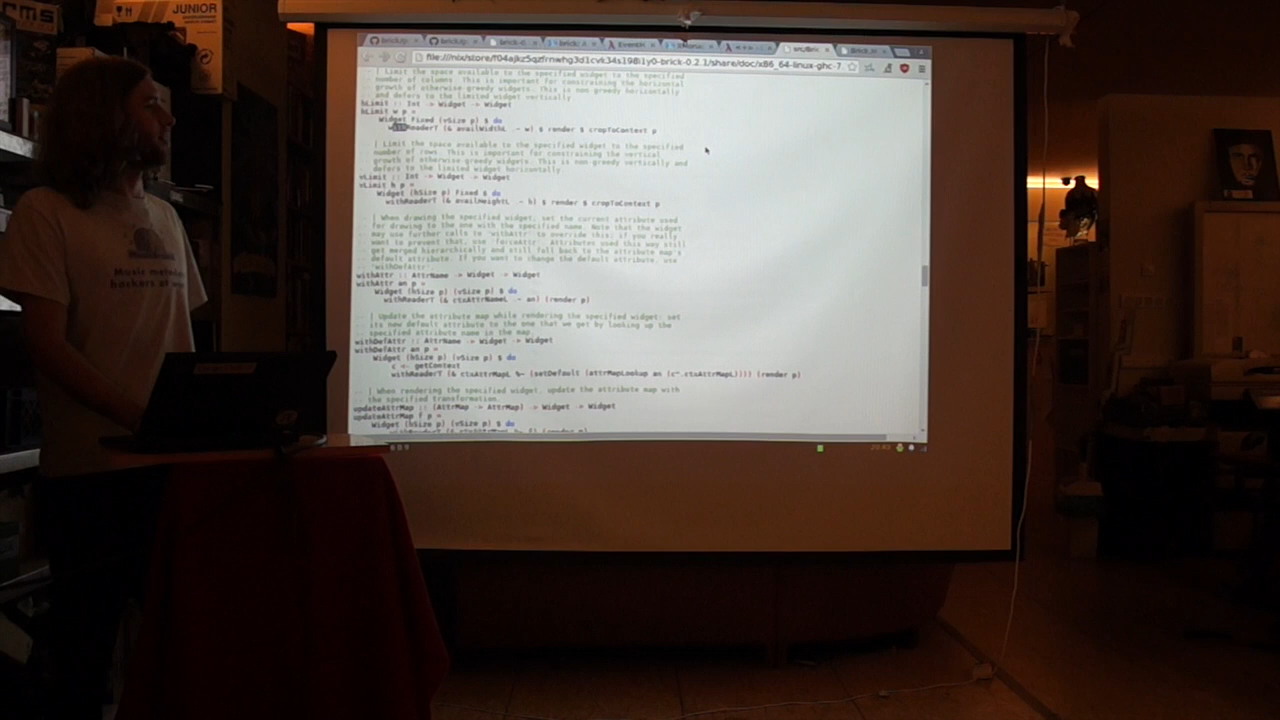 JUNIOR
cms
Music metadata
hackers
file:///nix/store/f04ajkz5qzfrnwhg3d1cvk34s198i1y0-brick-0.2.1/share/doc/x86_64-linux-ghc-7
-- | Limit the space available to the specified widget to the specified
-- number of columns. This is important for constraining the horizontal
-- growth of otherwise greedy widgets. This is non-greedy horizontally
-- and defers to the limited widget vertically.
hLimit :: Int -> Widget -> Widget
hLimit w p =
Widget Fixed (vSize p) $ do
withReaderT (& availWidthL .~ w) $ render $ cropToContext p
-- | Limit the space available to the specified widget to the specified
-- number of rows. This is important for constraining the vertical
-- growth of otherwise greedy widgets. This is non-greedy vertically and
-- defers to the limited widget horizontally.
vLimit :: Int -> Widget -> Widget
vLimit h p =
Widget (hSize p) Fixed $ do
withReaderT (& availHeightL .~ h) $ render $ cropToContext p
-- | When drawing the specified widget, set the current attribute used
-- for drawing to the one with the specified name. Note that the widget
-- may use further calls to 'withAttr' to override this; if you really
-- want to prevent that, use 'forceAttr'. Attributes used this way still
-- get merged hierarchically and still fall back to the attribute map's
-- default attribute. If you want to change the default attribute, use
-- 'withDefAttr'.
withAttr :: AttrName -> Widget -> Widget
withAttr an p =
Widget (hSize p) (vSize p) $ do
withReaderT (& ctxAttrNameL .~ an) (render p)
-- | Update the attribute map while rendering the specified widget: set
-- its new default attribute to the one that we get by looking up the
-- specified attribute name in the map.
withDefAttr :: AttrName -> Widget -> Widget
withDefAttr an p =
Widget (hSize p) (vSize p) $ do
c <- getContext
withReaderT (& ctxAttrMapL %~ (setDefault (attrMapLookup an (c^.ctxAttrMapL)))) (render p)
-- | When rendering the specified widget, update the attribute map with
-- the specified transformation.
updateAttrMap :: (AttrMap -> AttrMap) -> Widget -> Widget
updateAttrMap f p =
Widget (hSize p) (vSize p) $ do